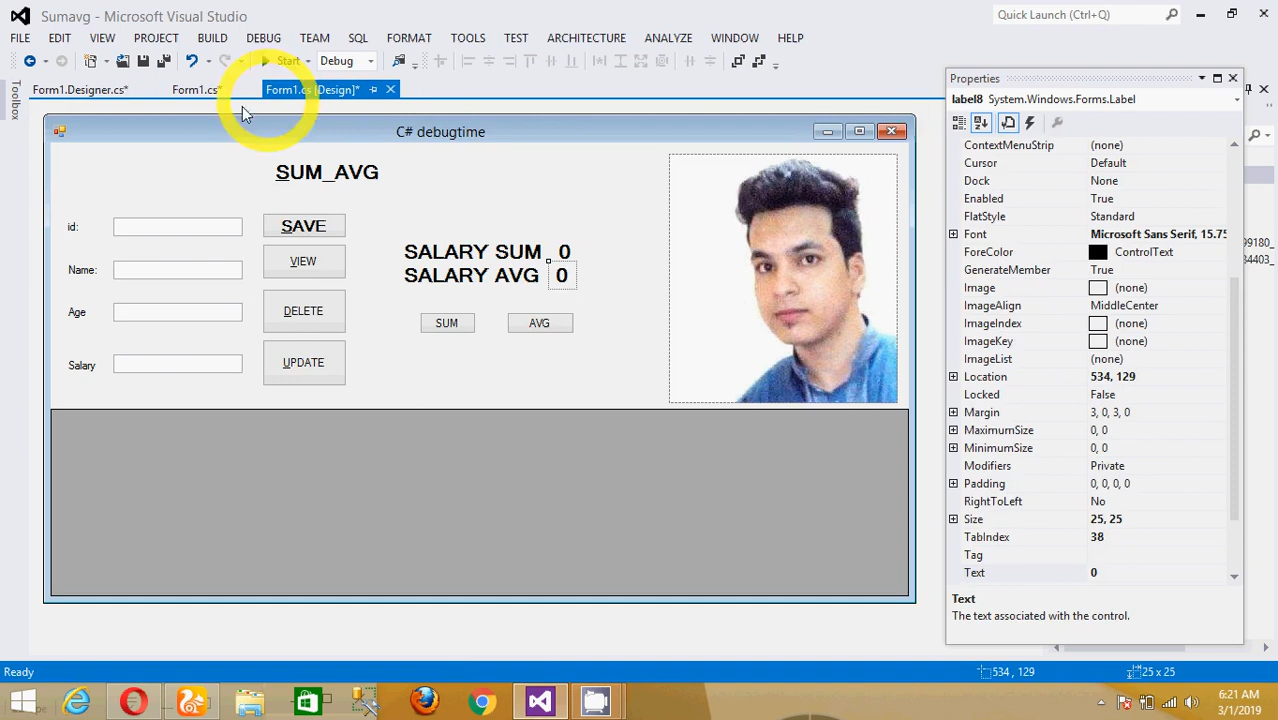 Sumavg - Microsoft Visual Studio
Quick Launch (Ctrl+Q)
FILE EDIT VIEW PROJECT BUILD DEBUG TEAM SQL FORMAT TOOLS TEST ARCHITECTURE ANALYZE WINDOW HELP
Start Debug
Toolbox
Form1.Designer.cs* Form1.cs* Form1.cs [Design]*
C# debugtime
SUM_AVG
id:
Name:
Age
Salary
SAVE
VIEW
DELETE
UPDATE
SALARY SUM 0
SALARY AVG 0
SUM AVG
Properties
label8 System.Windows.Forms.Label
ContextMenuStrip (none)
Cursor Default
Dock None
Enabled True
FlatStyle Standard
Font Microsoft Sans Serif, 15.75
ForeColor ControlText
GenerateMember True
Image (none)
ImageAlign MiddleCenter
ImageIndex (none)
ImageKey (none)
ImageList (none)
Location 534, 129
Locked False
Margin 3, 0, 3, 0
MaximumSize 0, 0
MinimumSize 0, 0
Modifiers Private
Padding 0, 0, 0, 0
RightToLeft No
Size 25, 25
TabIndex 38
Tag
Text 0
Text
The text associated with the control.
99180_
84403_
Ready
534, 129
25 x 25
6:21 AM
3/1/2019